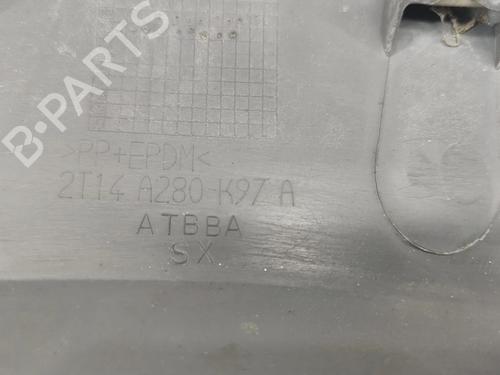 B-PARTS
>PP+EPDM<
2T14 A280-K97 A
ATBBA
SX